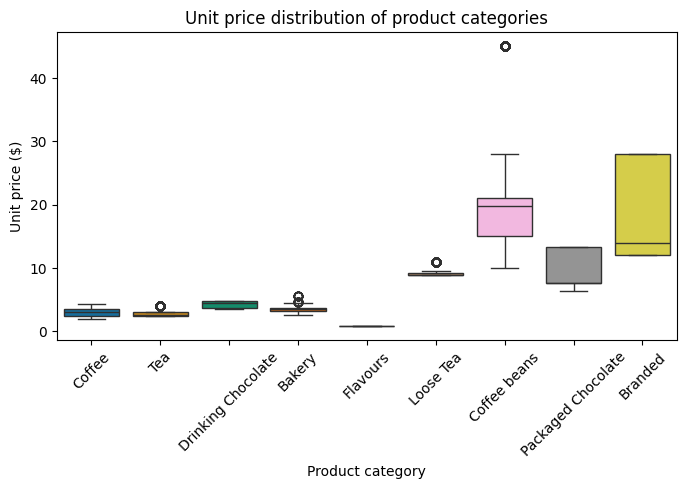 Unit price distribution of product categories
Unit price ($)
40
30
20
10
0
Coffee
Tea
Drinking Chocolate
Bakery
Flavours
Loose Tea
Coffee beans
Packaged Chocolate
Branded
Product category